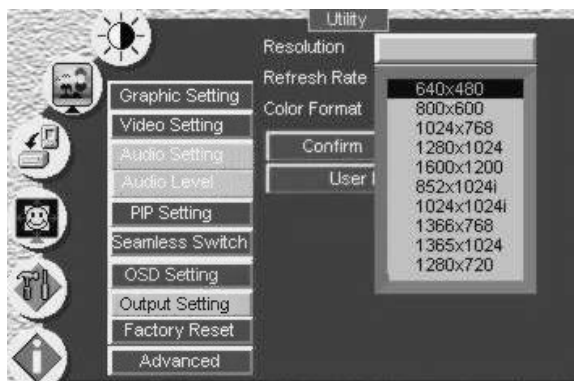 Utility
Resolution
Refresh Rate
Color Format
Confirm
User
Graphic Setting
Video Setting
Audio Setting
Audio Level
PIP Setting
Seamless Switch
OSD Setting
Output Setting
Factory Reset
Advanced
640x480
800x600
1024x768
1280x1024
1600x1200
852x1024i
1024x1024i
1366x768
1365x1024
1280x720